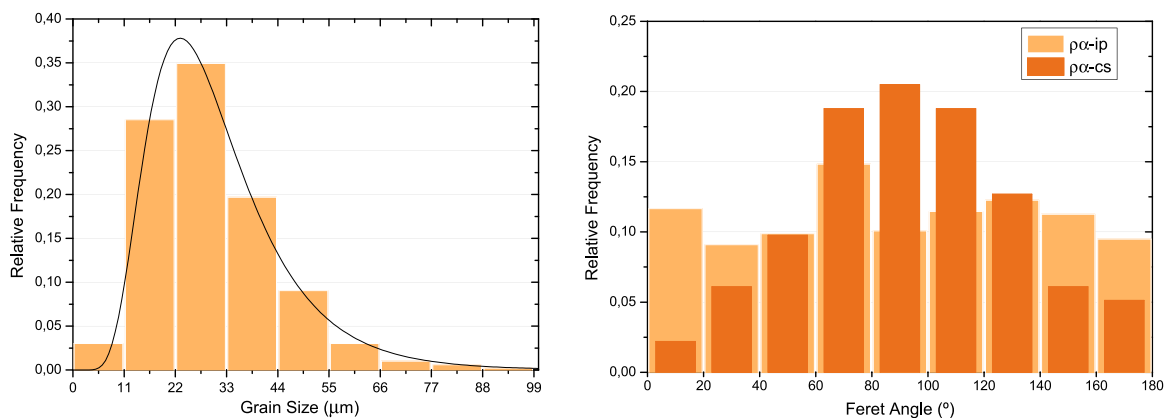 0,40
0,35
0,30
0,25
0,20
0,15
0,10
0,05
0,00
Relative Frequency
0 11 22 33 44 55 66 77 88 99
Grain Size (μm)
0,25
0,20
0,15
0,10
0,05
0,00
Relative Frequency
ρα-ip
ρα-cs
0 20 40 60 80 100 120 140 160 180
Feret Angle (º)